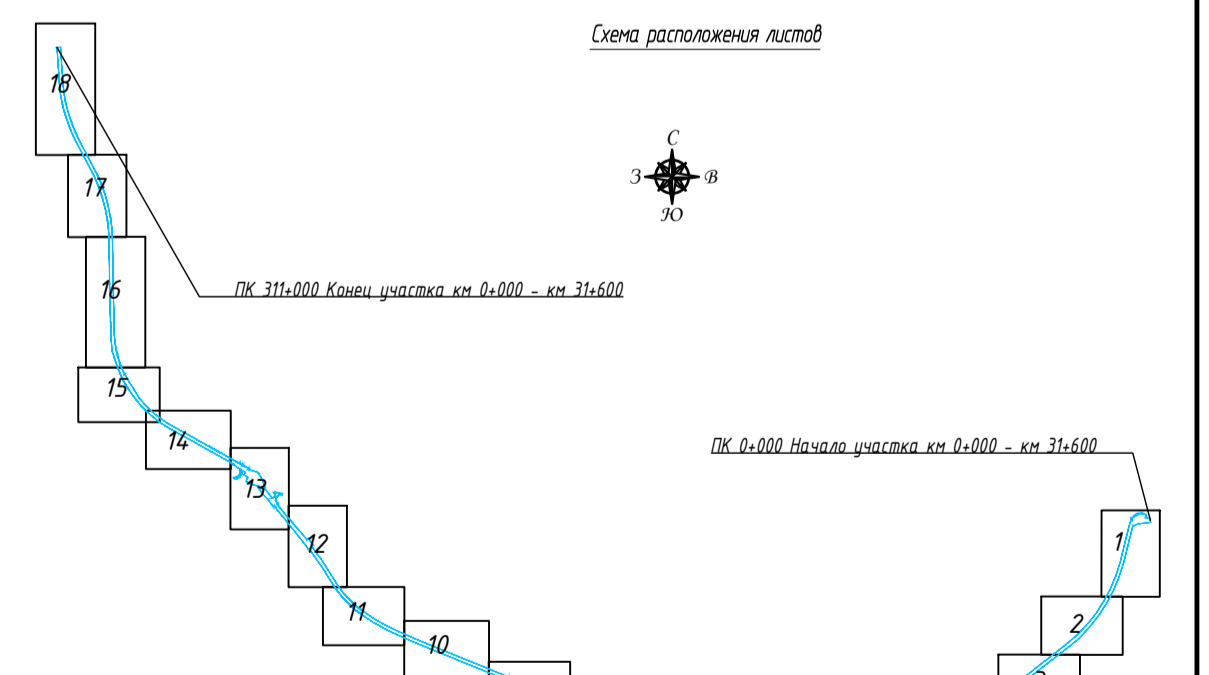 Схема расположения листов
18
С
З В
Ю
17
16
ПК 311+000 Конец участка км 0+000 - км 31+600
15
14
ПК 0+000 Начало участка км 0+000 - км 31+600
13
12
1
11
2
10